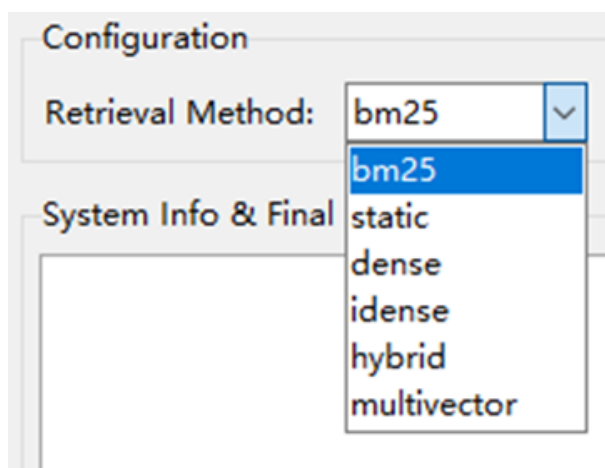 Configuration
Retrieval Method: bm25
bm25
System Info & Final
static
dense
idense
hybrid
multivector